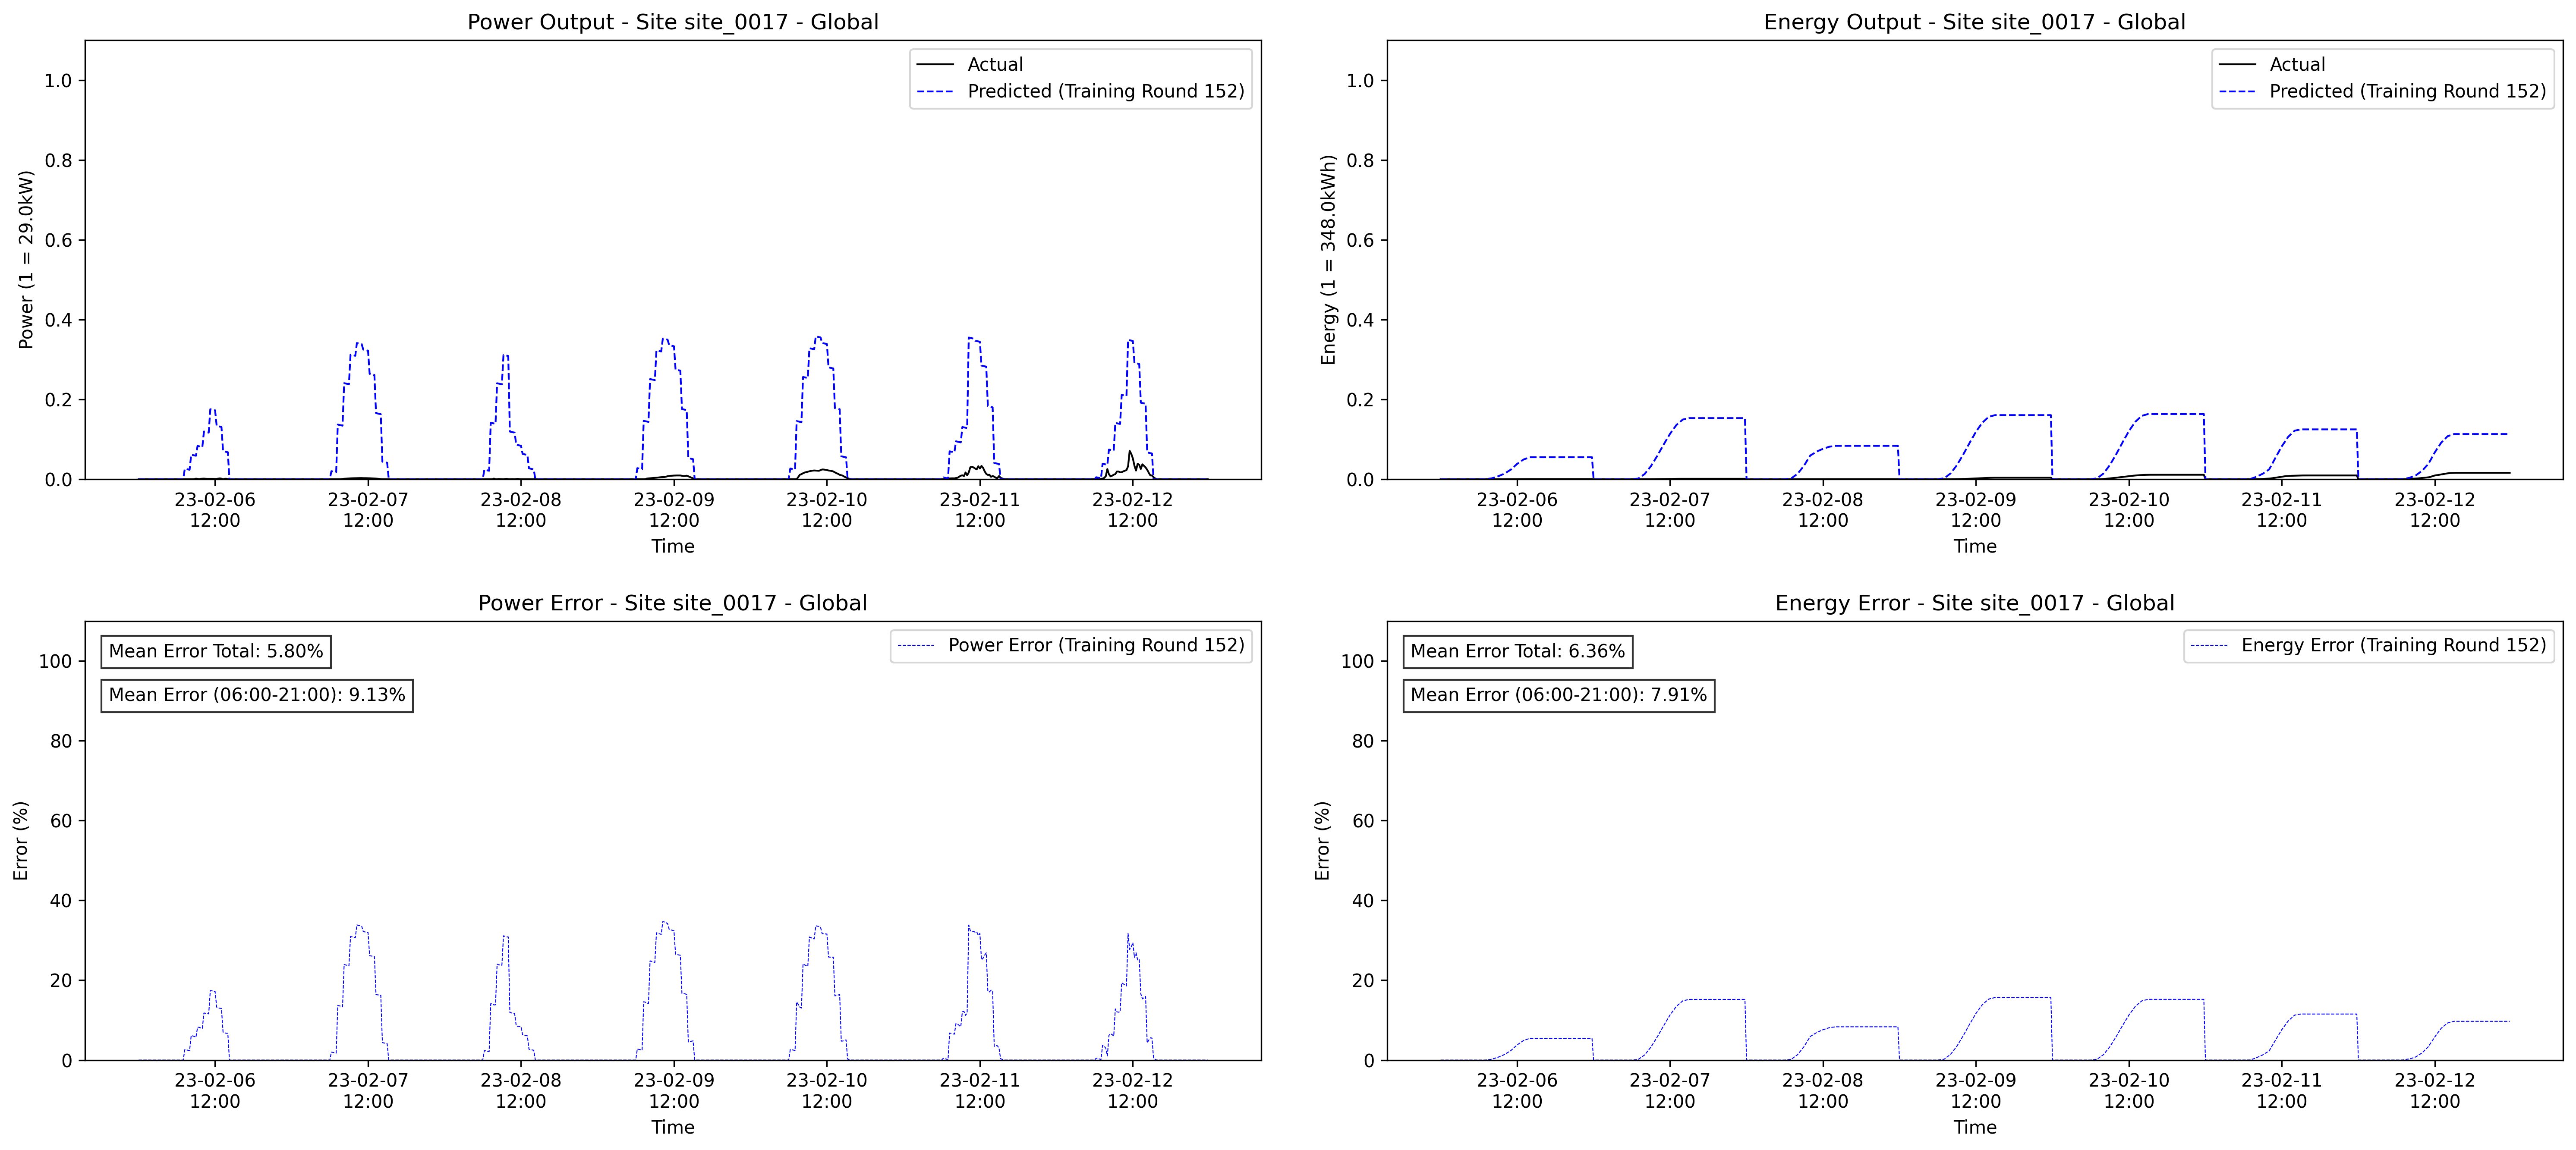 Power Output - Site site_0017 - Global
Power (1 = 29.0kW)
1.0
0.8
0.6
0.4
0.2
0.0
Actual
Predicted (Training Round 152)
23-02-06 23-02-07 23-02-08 23-02-09 23-02-10 23-02-11 23-02-12
12:00 12:00 12:00 12:00 12:00 12:00 12:00
Time
Energy Output - Site site_0017 - Global
Energy (1 = 348.0kWh)
1.0
0.8
0.6
0.4
0.2
0.0
Actual
Predicted (Training Round 152)
23-02-06 23-02-07 23-02-08 23-02-09 23-02-10 23-02-11 23-02-12
12:00 12:00 12:00 12:00 12:00 12:00 12:00
Time
Power Error - Site site_0017 - Global
Error (%)
100
80
60
40
20
0
Mean Error Total: 5.80%
Mean Error (06:00-21:00): 9.13%
Power Error (Training Round 152)
23-02-06 23-02-07 23-02-08 23-02-09 23-02-10 23-02-11 23-02-12
12:00 12:00 12:00 12:00 12:00 12:00 12:00
Time
Energy Error - Site site_0017 - Global
Error (%)
100
80
60
40
20
0
Mean Error Total: 6.36%
Mean Error (06:00-21:00): 7.91%
Energy Error (Training Round 152)
23-02-06 23-02-07 23-02-08 23-02-09 23-02-10 23-02-11 23-02-12
12:00 12:00 12:00 12:00 12:00 12:00 12:00
Time